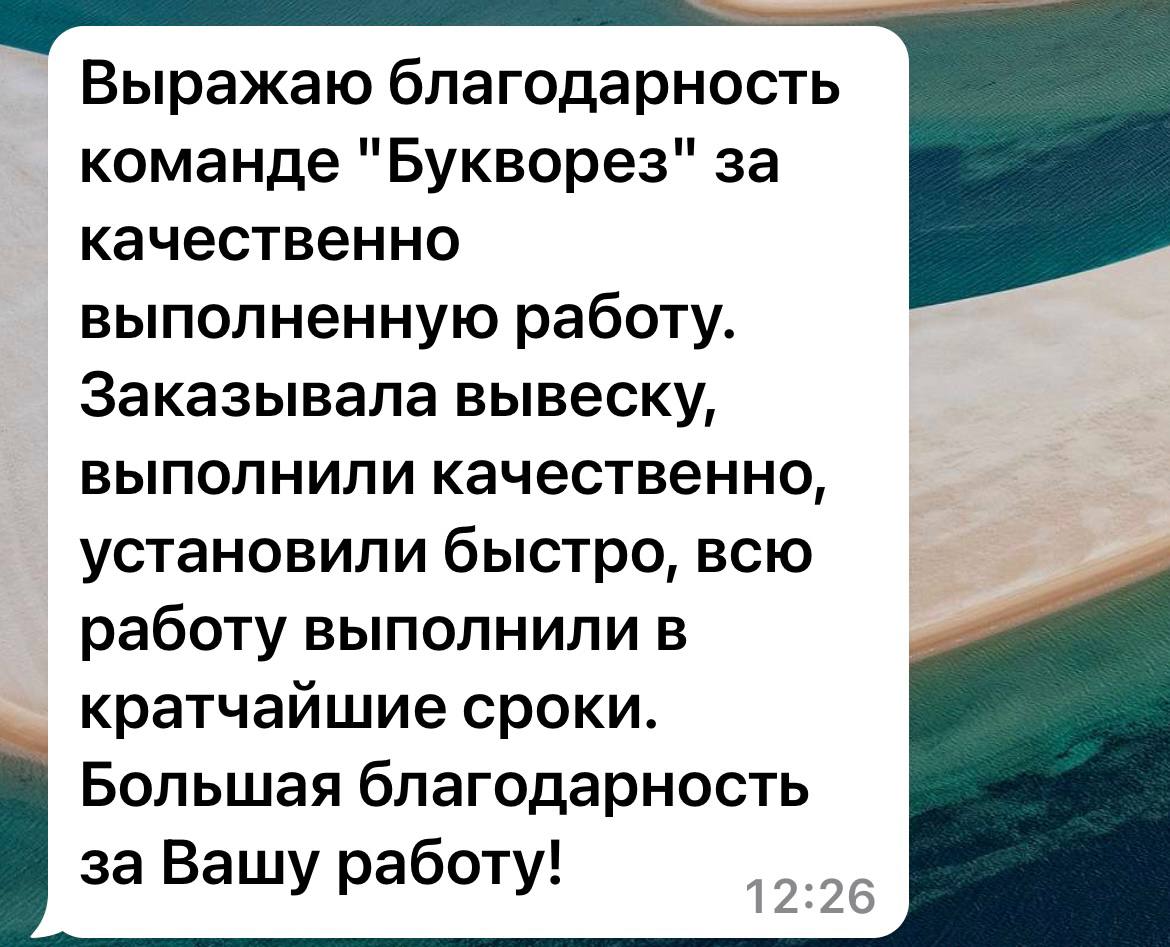 Выражаю благодарность
команде "Букворез" за
качественно
выполненную работу.
Заказывала вывеску,
выполнили качественно,
установили быстро, всю
работу выполнили в
кратчайшие сроки.
Большая благодарность
за Вашу работу!
12:26